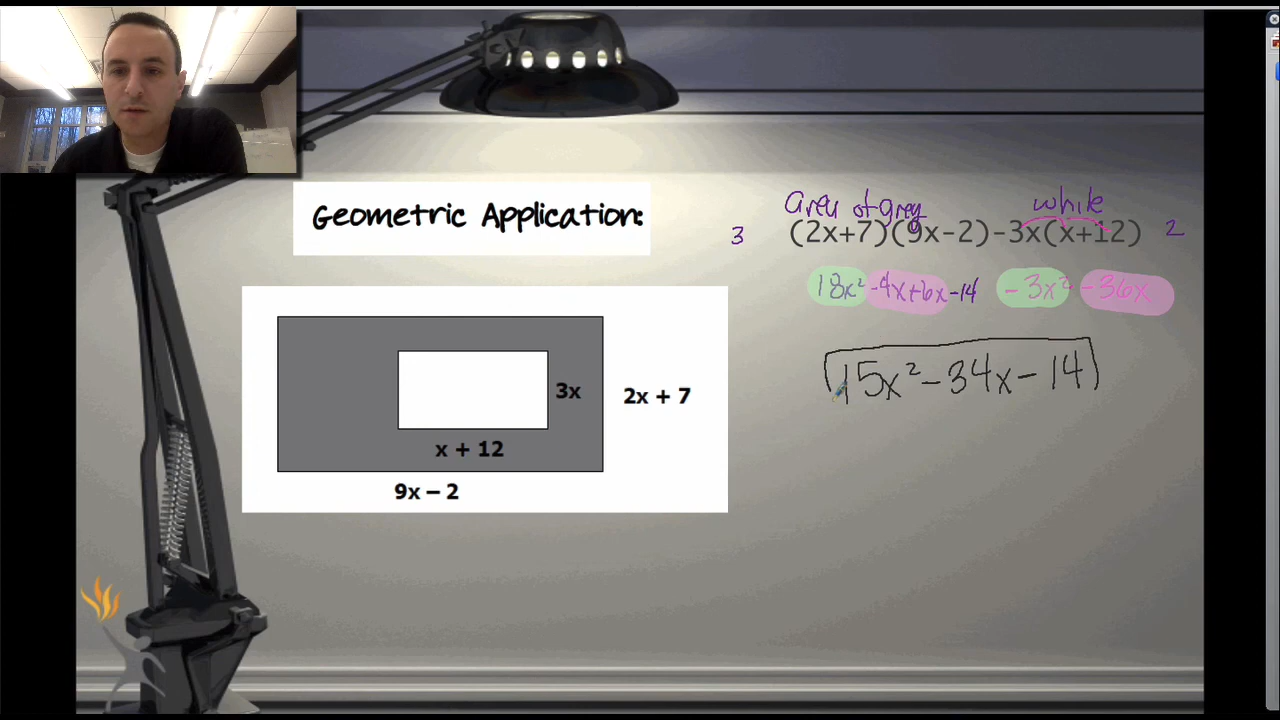 Area of grey white
Geometric Application:
3 (2x+7)(9x−2)−3x(x+12) 2
18x² -4x+6x-14 -3x² -36x
15x² - 34x - 14
3x
2x + 7
x + 12
9x − 2